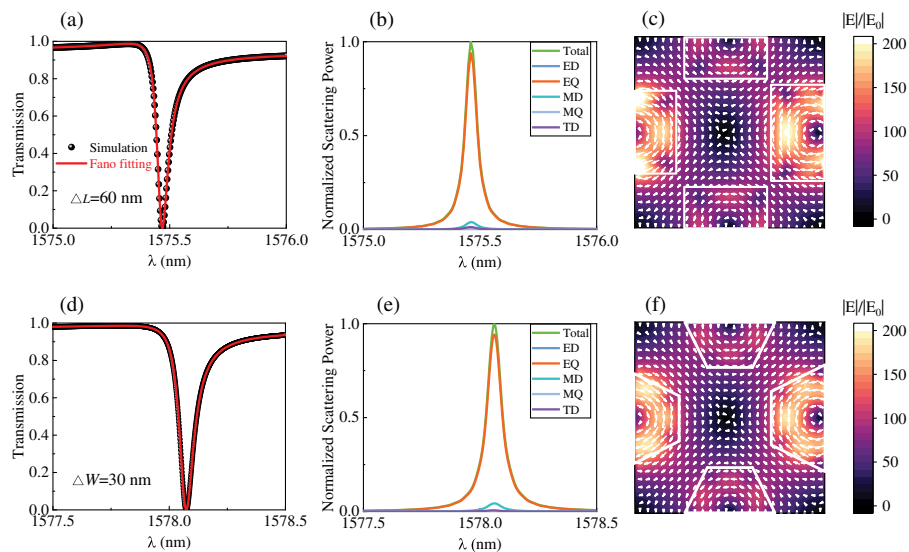 (a)
Transmission
1.0
0.8
0.6
0.4
0.2
0.0
Simulation
Fano fitting
△L=60 nm
1575.0
1575.5
1576.0
λ (nm)
(b)
Normalized Scattering Power
1.0
0.5
0.0
Total
ED
EQ
MD
MQ
TD
1575.0
1575.5
1576.0
λ (nm)
(c)
|E|/|E₀|
200
150
100
50
0
(d)
Transmission
1.0
0.8
0.6
0.4
0.2
0.0
△W=30 nm
1577.5
1578.0
1578.5
λ (nm)
(e)
Normalized Scattering Power
1.0
0.5
0.0
Total
ED
EQ
MD
MQ
TD
1577.5
1578.0
1578.5
λ (nm)
(f)
|E|/|E₀|
200
150
100
50
0